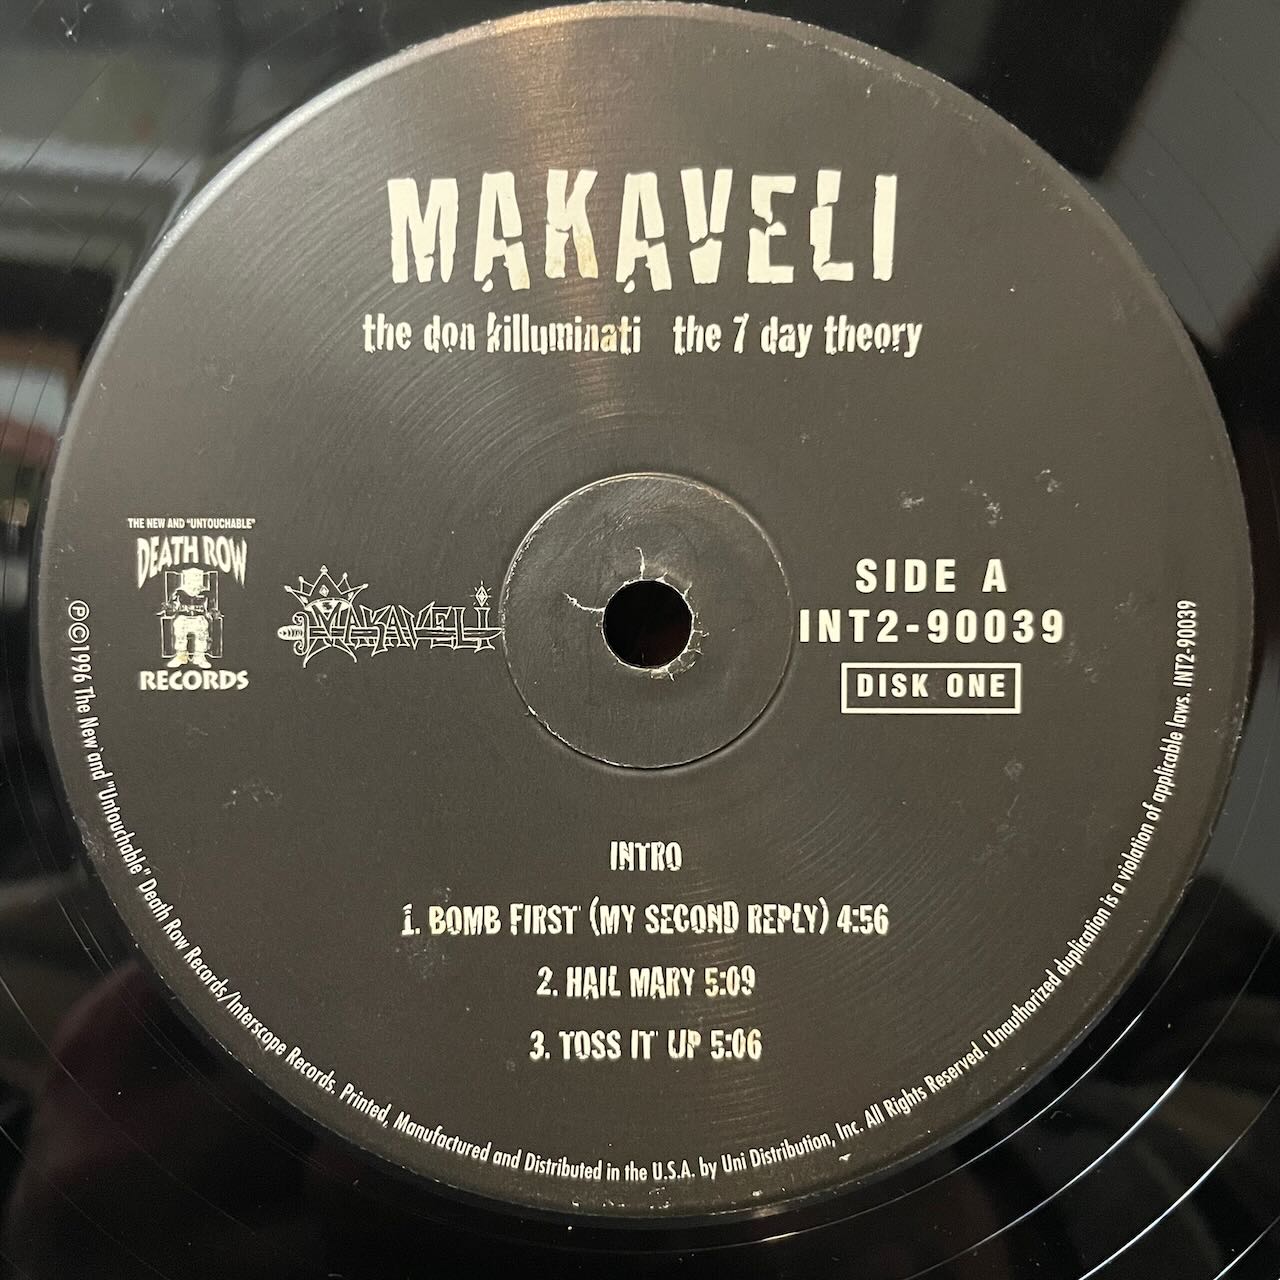 MAKAVELI
the don killuminati the 7 day theory
THE NEW AND "UNTOUCHABLE"
DEATH ROW
RECORDS
MAKAVELI
SIDE A
INT2-90039
DISK ONE
INTRO
1. BOMB FIRST (MY SECOND REPLY) 4:56
2. HAIL MARY 5:09
3. TOSS IT UP 5:06
℗©1996 The New and "Untouchable" Death Row Records/Interscope Records. Printed, Manufactured and Distributed in the U.S.A. by Uni Distribution, Inc. All Rights Reserved. Unauthorized duplication is a violation of applicable laws. INT2-90039